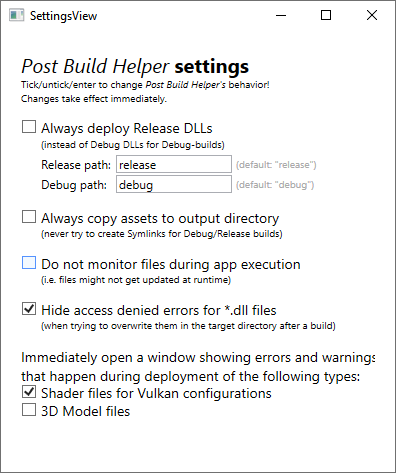 SettingsView
Post Build Helper settings
Tick/untick/enter to change Post Build Helper's behavior!
Changes take effect immediately.
Always deploy Release DLLs
(instead of Debug DLLs for Debug-builds)
Release path: release (default: "release")
Debug path: debug (default: "debug")
Always copy assets to output directory
(never try to create Symlinks for Debug/Release builds)
Do not monitor files during app execution
(i.e. files might not get updated at runtime)
Hide access denied errors for *.dll files
(when trying to overwrite them in the target directory after a build)
Immediately open a window showing errors and warnings
that happen during deployment of the following types:
Shader files for Vulkan configurations
3D Model files